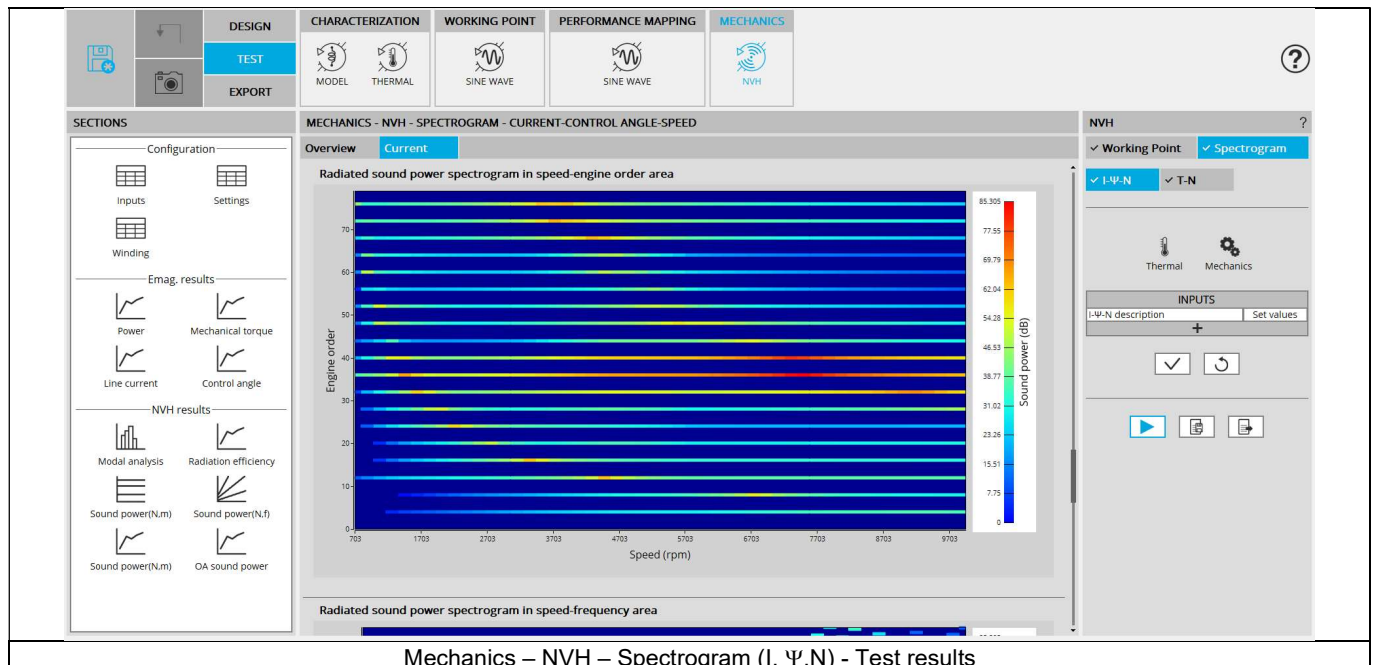 DESIGN
TEST
EXPORT
CHARACTERIZATION
MODEL
THERMAL
WORKING POINT
SINE WAVE
PERFORMANCE MAPPING
SINE WAVE
MECHANICS
NVH
?
SECTIONS
Configuration
Inputs
Settings
Winding
Emag. results
Power
Mechanical torque
Line current
Control angle
NVH results
Modal analysis
Radiation efficiency
Sound power(N,m)
Sound power(N,f)
Sound power(N,m)
OA sound power
MECHANICS - NVH - SPECTROGRAM - CURRENT-CONTROL ANGLE-SPEED
Overview
Current
Radiated sound power spectrogram in speed-engine order area
Engine order
70
60
50
40
30
20
10
0
703
1703
2703
3703
4703
5703
6703
7703
8703
9703
Speed (rpm)
85.305
77.55
69.79
62.04
54.28
46.53
38.77
31.02
23.26
15.51
7.75
0
Sound power (dB)
Radiated sound power spectrogram in speed-frequency area
NVH
?
Working Point
Spectrogram
I-Ψ-N
T-N
Thermal
Mechanics
INPUTS
I-Ψ-N description
Set values
+
Mechanics – NVH – Spectrogram (I, Ψ,N) - Test results